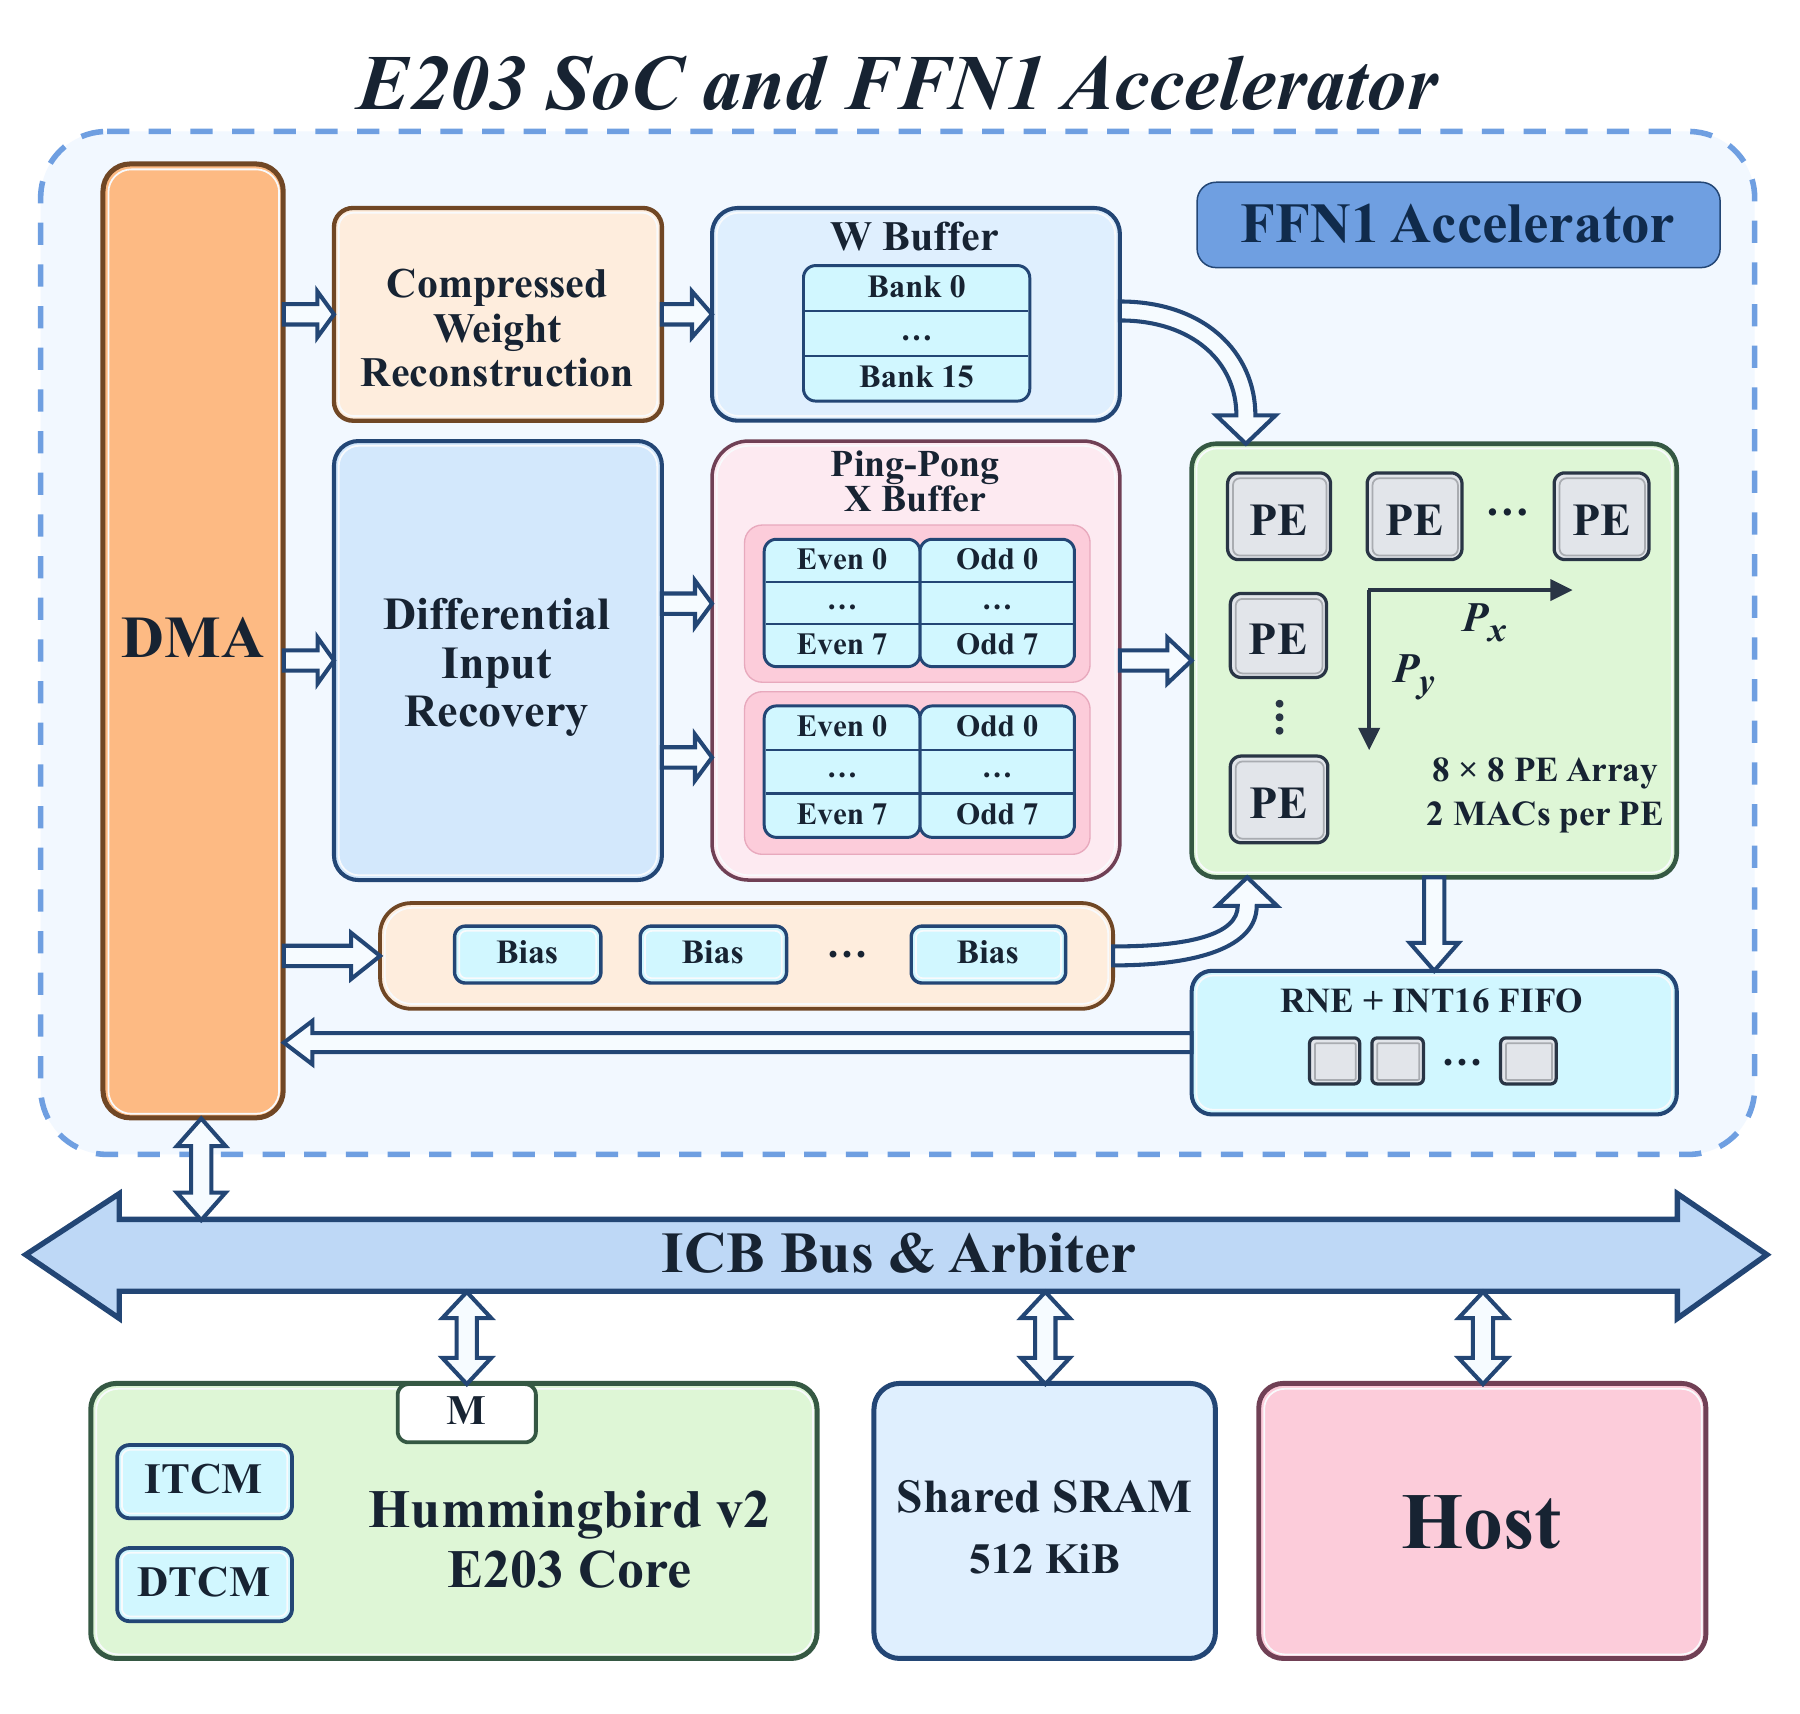 E203 SoC and FFN1 Accelerator
FFN1 Accelerator
DMA
Compressed
Weight
Reconstruction
W Buffer
Bank 0
...
Bank 15
Differential
Input
Recovery
Ping-Pong
X Buffer
Even 0 Odd 0
... ...
Even 7 Odd 7
Even 0 Odd 0
... ...
Even 7 Odd 7
PE PE ... PE
PE
⋮
PE
Px
Py
8 × 8 PE Array
2 MACs per PE
Bias Bias ... Bias
RNE + INT16 FIFO
...
ICB Bus & Arbiter
M
ITCM
DTCM
Hummingbird v2
E203 Core
Shared SRAM
512 KiB
Host